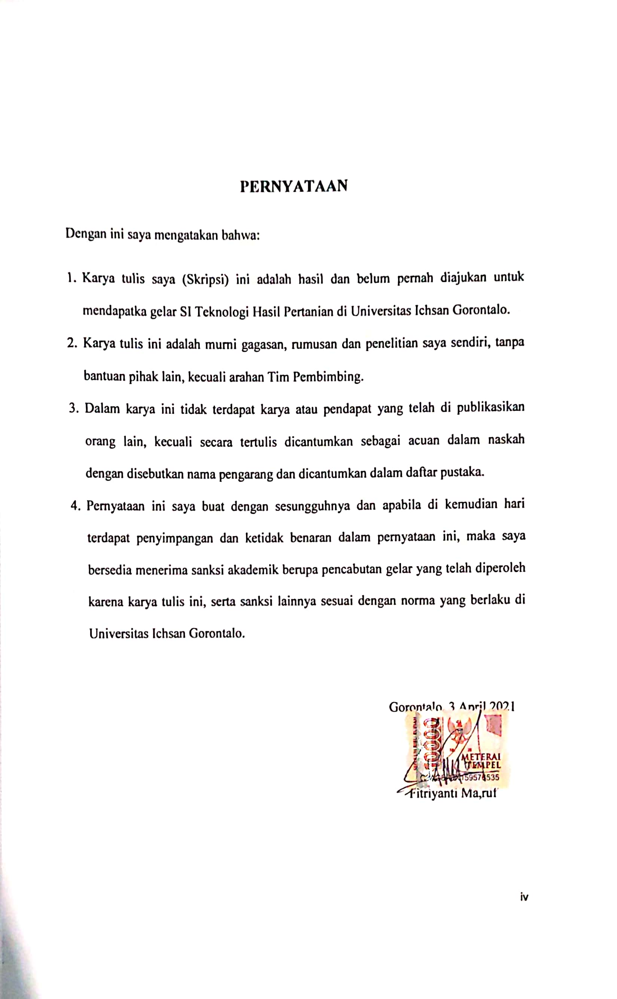 PERNYATAAN
Dengan ini saya mengatakan bahwa:
1. Karya tulis saya (Skripsi) ini adalah hasil dan belum pernah diajukan untuk
mendapatka gelar SI Teknologi Hasil Pertanian di Universitas Ichsan Gorontalo.
2. Karya tulis ini adalah murni gagasan, rumusan dan penelitian saya sendiri, tanpa
bantuan pihak lain, kecuali arahan Tim Pembimbing.
3. Dalam karya ini tidak terdapat karya atau pendapat yang telah di publikasikan
orang lain, kecuali secara tertulis dicantumkan sebagai acuan dalam naskah
dengan disebutkan nama pengarang dan dicantumkan dalam daftar pustaka.
4. Pernyataan ini saya buat dengan sesungguhnya dan apabila di kemudian hari
terdapat penyimpangan dan ketidak benaran dalam pernyataan ini, maka saya
bersedia menerima sanksi akademik berupa pencabutan gelar yang telah diperoleh
karena karya tulis ini, serta sanksi lainnya sesuai dengan norma yang berlaku di
Universitas Ichsan Gorontalo.
Gorontalo, 3 April 2021
METERAI
TEMPEL
Fitriyanti Ma,ruf
iv